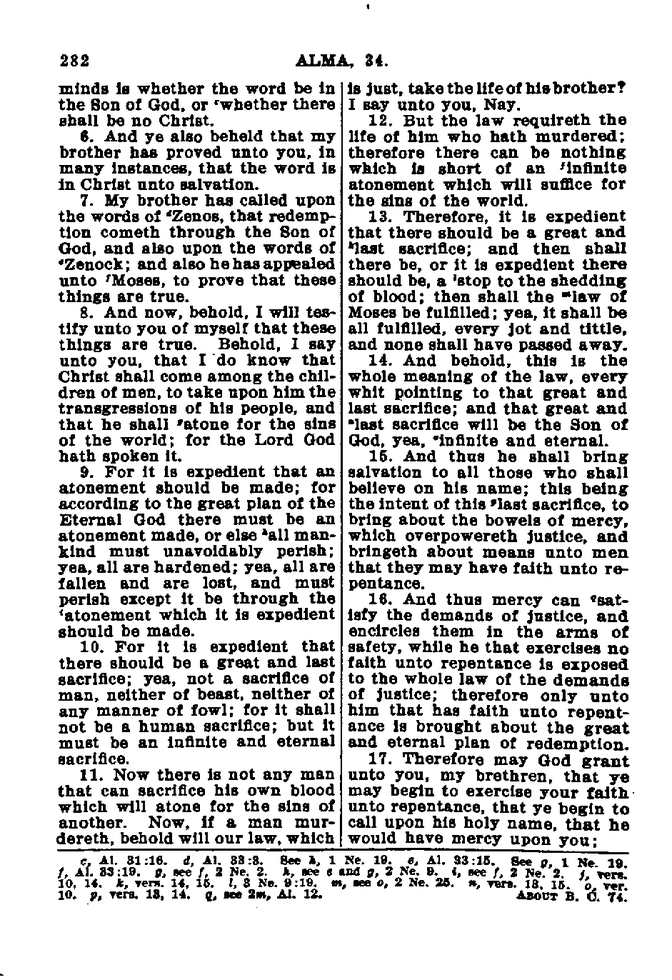 282
ALMA, 34.
minds is whether the word be in
the Son of God, or ᶜwhether there
shall be no Christ.
6. And ye also beheld that my
brother has proved unto you, in
many instances, that the word is
in Christ unto salvation.
7. My brother has called upon
the words of ᵈZenos, that redemp-
tion cometh through the Son of
God, and also upon the words of
ᵉZenock; and also he has appealed
unto ᶠMoses, to prove that these
things are true.
8. And now, behold, I will tes-
tify unto you of myself that these
things are true. Behold, I say
unto you, that I do know that
Christ shall come among the chil-
dren of men, to take upon him the
transgressions of his people, and
that he shall ᵍatone for the sins
of the world; for the Lord God
hath spoken it.
9. For it is expedient that an
atonement should be made; for
according to the great plan of the
Eternal God there must be an
atonement made, or else ʰall man-
kind must unavoidably perish;
yea, all are hardened; yea, all are
fallen and are lost, and must
perish except it be through the
ⁱatonement which it is expedient
should be made.
10. For it is expedient that
there should be a great and last
sacrifice; yea, not a sacrifice of
man, neither of beast, neither of
any manner of fowl; for it shall
not be a human sacrifice; but it
must be an infinite and eternal
sacrifice.
11. Now there is not any man
that can sacrifice his own blood
which will atone for the sins of
another. Now, if a man mur-
dereth, behold will our law, which
is just, take the life of his brother?
I say unto you, Nay.
12. But the law requireth the
life of him who hath murdered;
therefore there can be nothing
which is short of an ʲinfinite
atonement which will suffice for
the sins of the world.
13. Therefore, it is expedient
that there should be a great and
ᵏlast sacrifice; and then shall
there be, or it is expedient there
should be, a ˡstop to the shedding
of blood; then shall the ᵐlaw of
Moses be fulfilled; yea, it shall be
all fulfilled, every jot and tittle,
and none shall have passed away.
14. And behold, this is the
whole meaning of the law, every
whit pointing to that great and
last sacrifice; and that great and
ⁿlast sacrifice will be the Son of
God, yea, ᵒinfinite and eternal.
15. And thus he shall bring
salvation to all those who shall
believe on his name; this being
the intent of this ᵖlast sacrifice, to
bring about the bowels of mercy,
which overpowereth justice, and
bringeth about means unto men
that they may have faith unto re-
pentance.
16. And thus mercy can qsat-
isfy the demands of justice, and
encircles them in the arms of
safety, while he that exercises no
faith unto repentance is exposed
to the whole law of the demands
of justice; therefore only unto
him that has faith unto repent-
ance is brought about the great
and eternal plan of redemption.
17. Therefore may God grant
unto you, my brethren, that ye
may begin to exercise your faith
unto repentance, that ye begin to
call upon his holy name, that he
would have mercy upon you;
c, Al. 31:16. d, Al. 33:3. See h, 1 Ne. 19. e, Al. 33:15. See g, 1 Ne. 19.
f, Al. 33:19. g, see f, 2 Ne. 2. h, see e and g, 2 Ne. 9. i, see f, 2 Ne. 2. j, vers.
10, 14. k, vers. 14, 15. l, 3 Ne. 9:19. m, see o, 2 Ne. 25. n, vers. 13, 15. o, ver.
10. p, vers. 13, 14. q, see 2m, Al. 12. ABOUT B. C. 74.